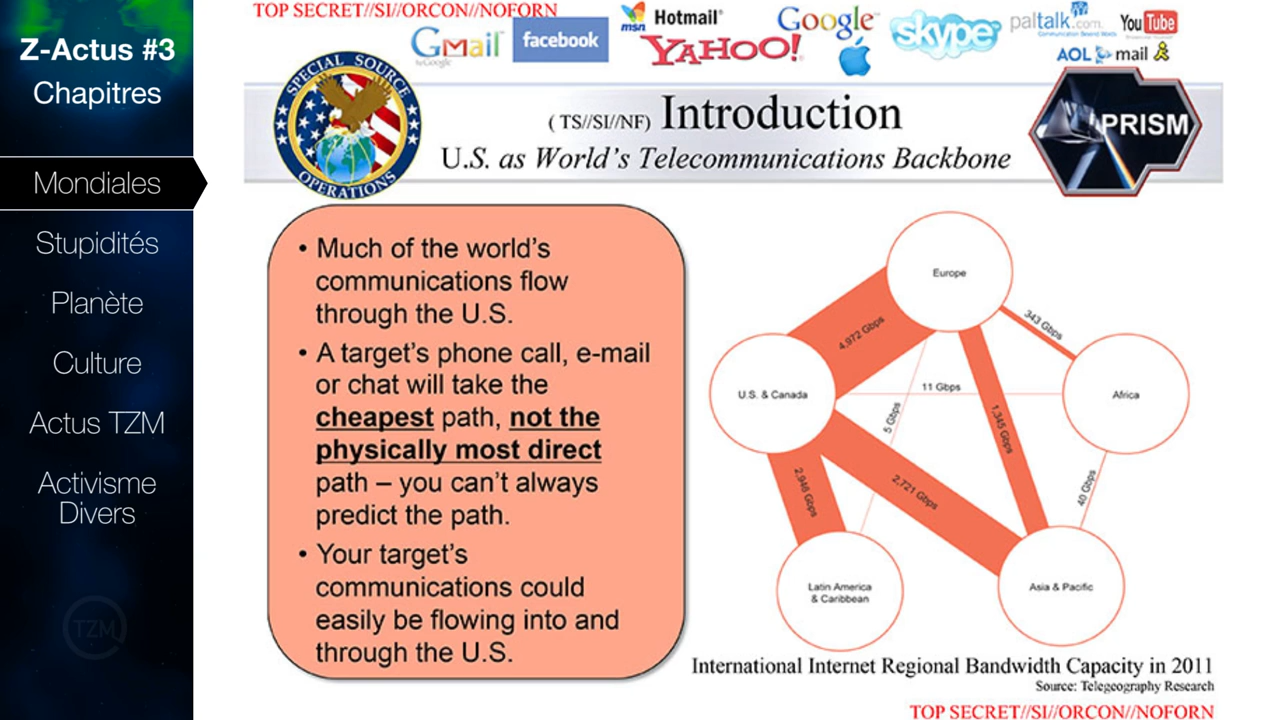 Z-Actus #3
Chapitres
Mondiales
Stupidités
Planète
Culture
Actus TZM
Activisme
Divers
TZM
TOP SECRET//SI//ORCON//NOFORN
GMail
by Google
facebook
msn
Hotmail
YAHOO!
Google
skype
paltalk.com
Communication Beyond Words
YouTube
AOL mail
SPECIAL SOURCE
OPERATIONS
( TS//SI//NF) Introduction
U.S. as World's Telecommunications Backbone
PRISM
• Much of the world's
communications flow
through the U.S.
• A target's phone call, e-mail
or chat will take the
cheapest path, not the
physically most direct
path – you can't always
predict the path.
• Your target's
communications could
easily be flowing into and
through the U.S.
Europe
4,972 Gbps
343 Gbps
U.S. & Canada
11 Gbps
Africa
5 Gbps
1,345 Gbps
2,946 Gbps
2,721 Gbps
40 Gbps
Latin America
& Caribbean
Asia & Pacific
International Internet Regional Bandwidth Capacity in 2011
Source: Telegeography Research
TOP SECRET//SI//ORCON//NOFORN